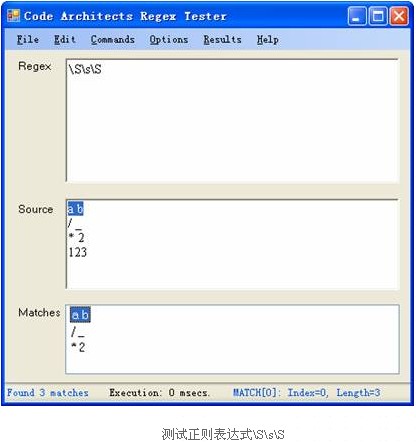 Code Architects Regex Tester
File Edit Commands Options Results Help
Regex
\S\s\S
Source
a b
/ _
* 2
123
Matches
a b
/ _
* 2
Found 3 matches Execution: 0 msecs. MATCH[0]: Index=0, Length=3
测试正则表达式\S\s\S